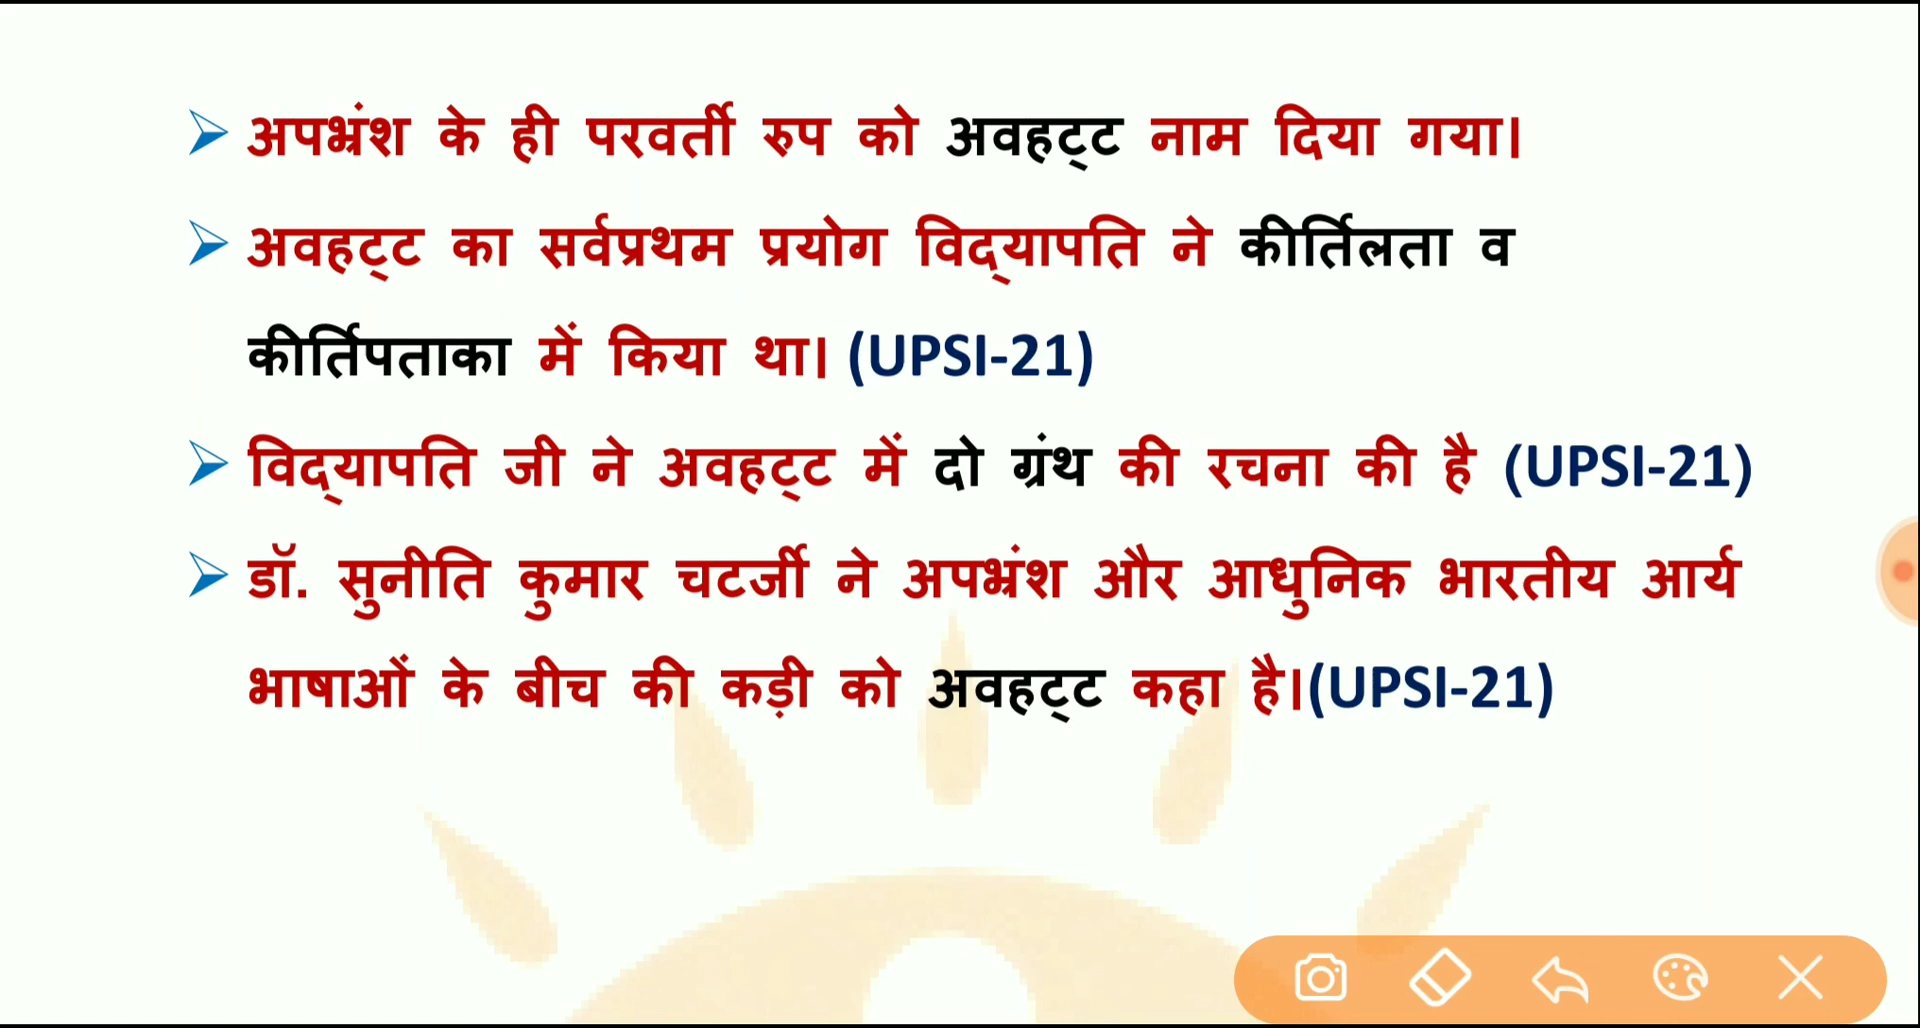 ➢ अपभ्रंश के ही परवर्ती रुप को अवहट्ट नाम दिया गया।
➢ अवहट्ट का सर्वप्रथम प्रयोग विद्यापति ने कीर्तिलता व
कीर्तिपताका में किया था। (UPSI-21)
➢ विद्यापति जी ने अवहट्ट में दो ग्रंथ की रचना की है (UPSI-21)
➢ डॉ. सुनीति कुमार चटर्जी ने अपभ्रंश और आधुनिक भारतीय आर्य
भाषाओं के बीच की कड़ी को अवहट्ट कहा है।(UPSI-21)